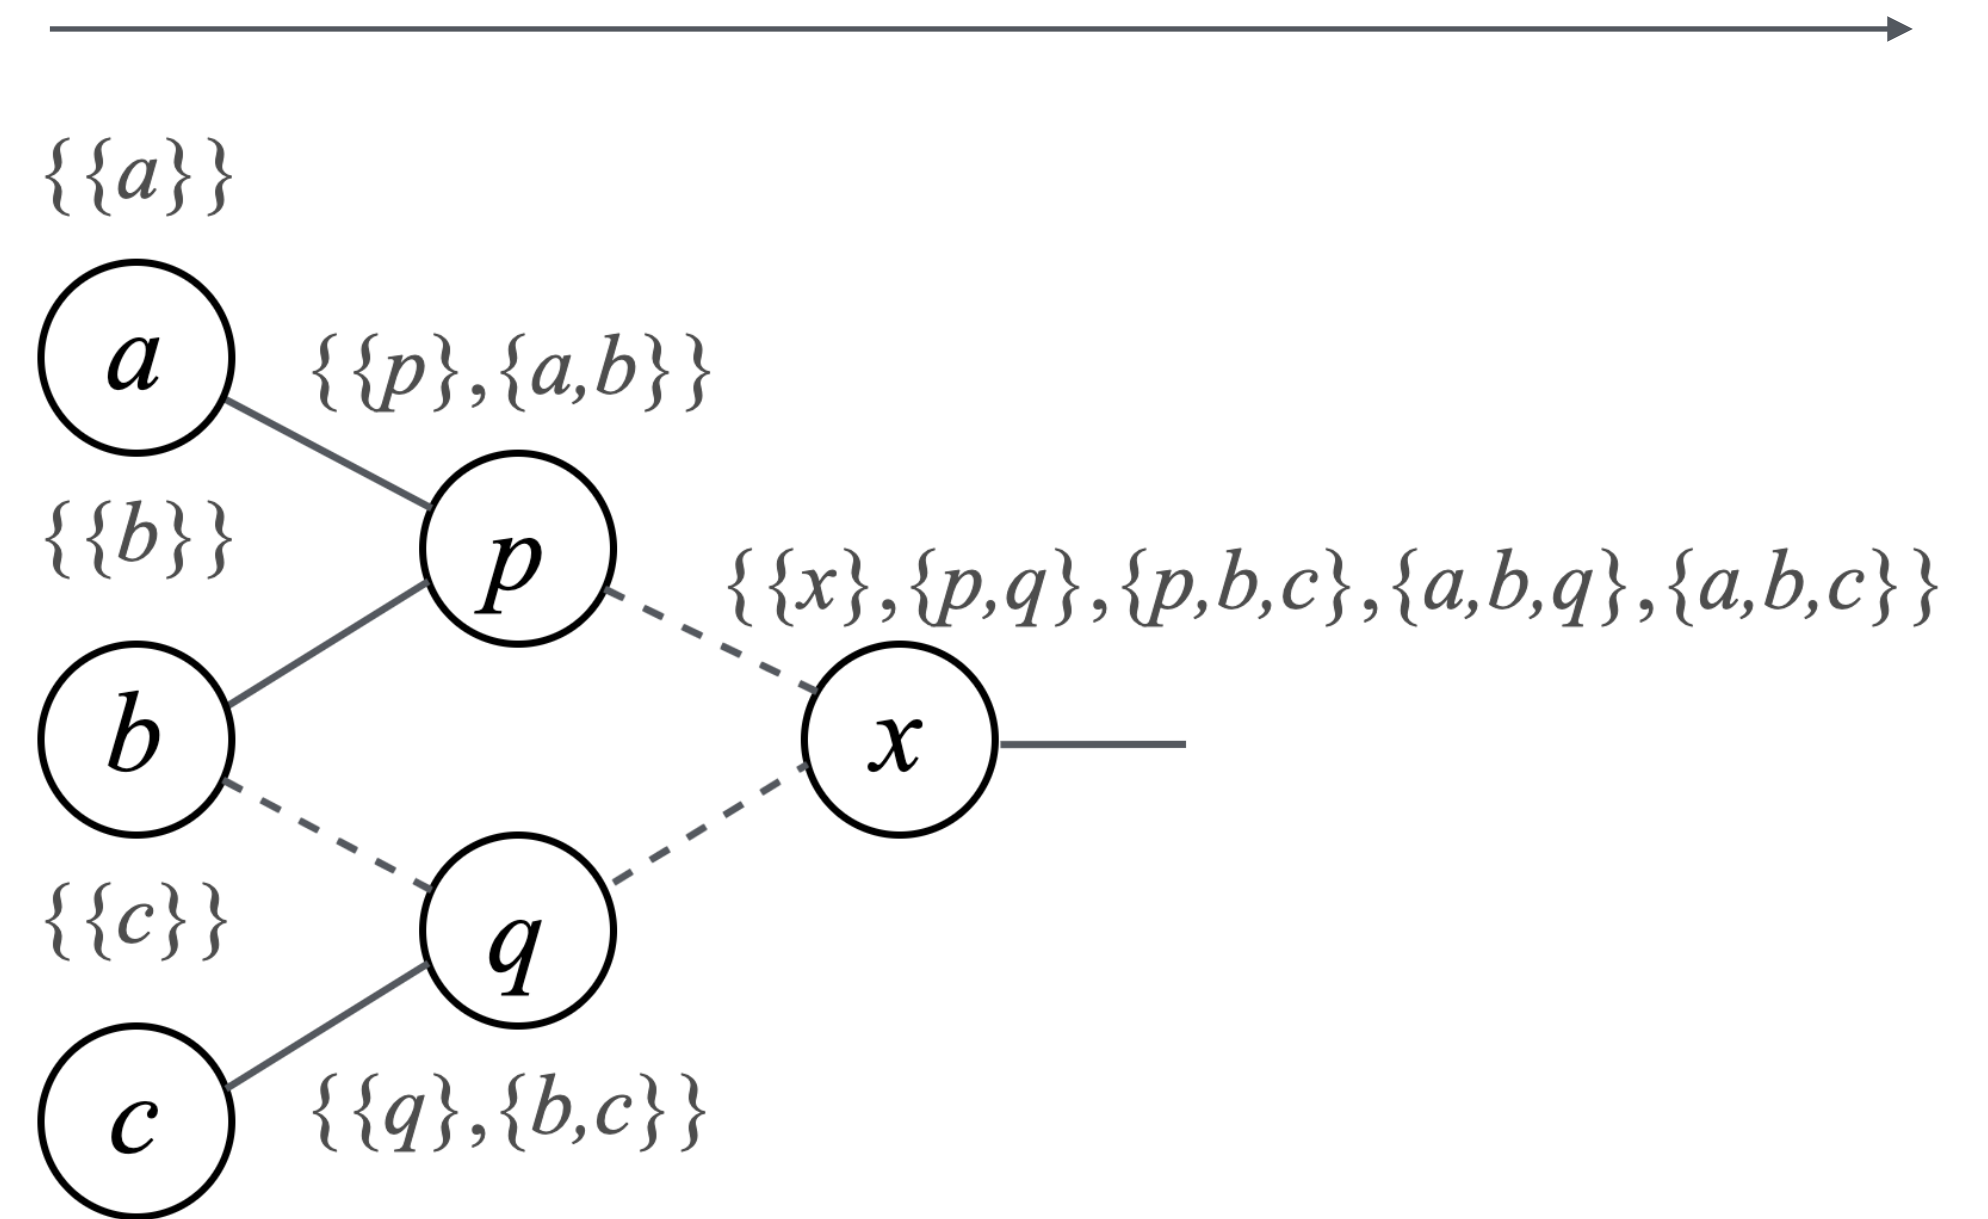 {{a}}
a
{{p},{a,b}}
{{b}}
p
{{x},{p,q},{p,b,c},{a,b,q},{a,b,c}}
b
x
{{c}}
q
c
{{q},{b,c}}